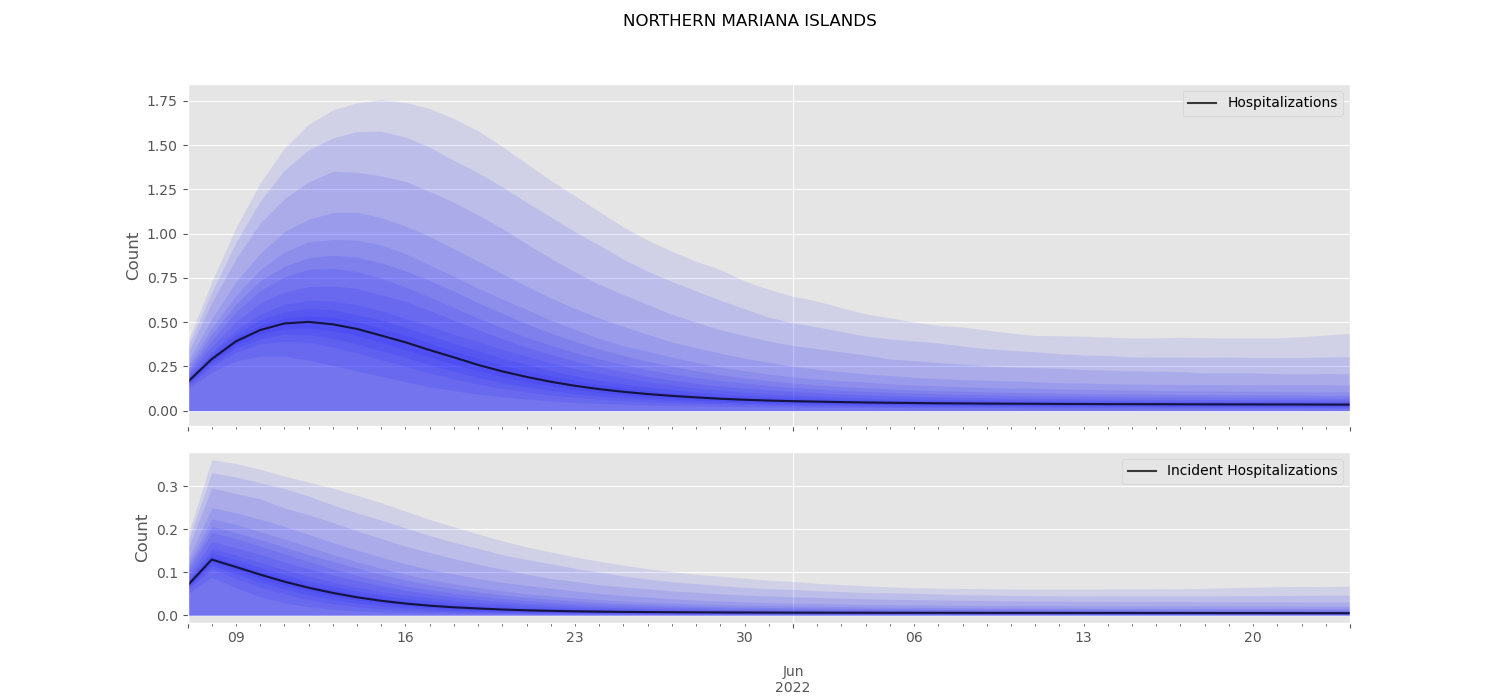 NORTHERN MARIANA ISLANDS
Hospitalizations
1.75
1.50
1.25
1.00
0.75
0.50
0.25
0.00
Count
Incident Hospitalizations
0.3
0.2
0.1
0.0
Count
09 16 23 30 06 13 20
Jun
2022